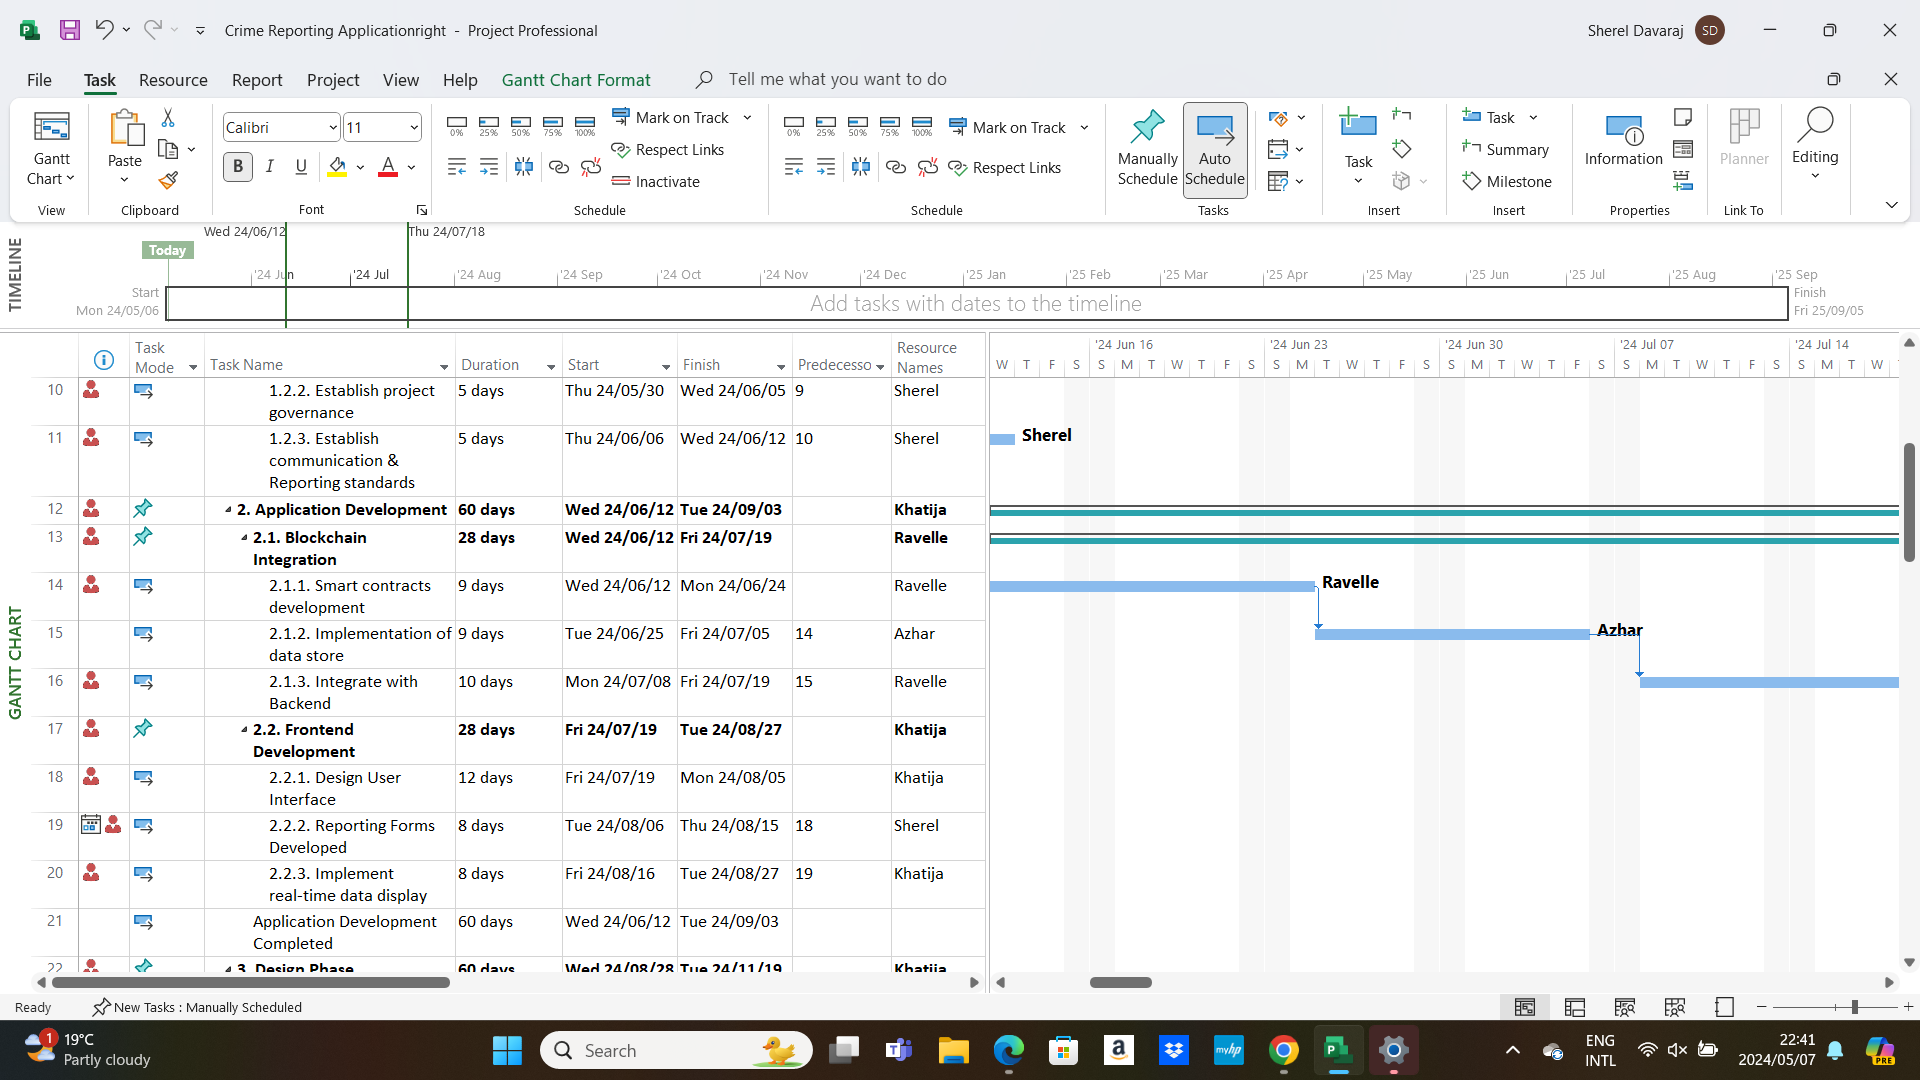 Crime Reporting Applicationright - Project Professional
Sherel Davaraj SD
File Task Resource Report Project View Help Gantt Chart Format Tell me what you want to do
Gantt Chart
View
Paste
Clipboard
Calibri 11
B I U A
Font
0% 25% 50% 75% 100%
Mark on Track
Respect Links
Inactivate
Schedule
0% 25% 50% 75% 100%
Mark on Track
Respect Links
Schedule
Manually Schedule
Auto Schedule
Tasks
Task
Insert
Task
Summary
Milestone
Insert
Information
Properties
Planner
Link To
Editing
TIMELINE
Wed 24/06/12 Thu 24/07/18
Today
'24 Jun '24 Jul '24 Aug '24 Sep '24 Oct '24 Nov '24 Dec '25 Jan '25 Feb '25 Mar '25 Apr '25 May '25 Jun '25 Jul '25 Aug '25 Sep
Start
Mon 24/05/06
Add tasks with dates to the timeline
Finish
Fri 25/09/05
GANTT CHART
Task Mode Task Name Duration Start Finish Predecesso Resource Names
'24 Jun 16 '24 Jun 23 '24 Jun 30 '24 Jul 07 '24 Jul 14
W T F S S M T W T F S S M T W T F S S M T W T F S S M T W T F S S M T W
10 1.2.2. Establish project governance 5 days Thu 24/05/30 Wed 24/06/05 9 Sherel
11 1.2.3. Establish communication & Reporting standards 5 days Thu 24/06/06 Wed 24/06/12 10 Sherel
Sherel
12 2. Application Development 60 days Wed 24/06/12 Tue 24/09/03 Khatija
13 2.1. Blockchain Integration 28 days Wed 24/06/12 Fri 24/07/19 Ravelle
14 2.1.1. Smart contracts development 9 days Wed 24/06/12 Mon 24/06/24 Ravelle
Ravelle
15 2.1.2. Implementation of data store 9 days Tue 24/06/25 Fri 24/07/05 14 Azhar
Azhar
16 2.1.3. Integrate with Backend 10 days Mon 24/07/08 Fri 24/07/19 15 Ravelle
17 2.2. Frontend Development 28 days Fri 24/07/19 Tue 24/08/27 Khatija
18 2.2.1. Design User Interface 12 days Fri 24/07/19 Mon 24/08/05 Khatija
19 2.2.2. Reporting Forms Developed 8 days Tue 24/08/06 Thu 24/08/15 18 Sherel
20 2.2.3. Implement real-time data display 8 days Fri 24/08/16 Tue 24/08/27 19 Khatija
21 Application Development Completed 60 days Wed 24/06/12 Tue 24/09/03
22 3. Design Phase 60 days Wed 24/08/28 Tue 24/11/19 Khatija
Ready New Tasks : Manually Scheduled
1 19°C
Partly cloudy
Search
a
myhp
ENG
INTL
22:41
2024/05/07
PRE